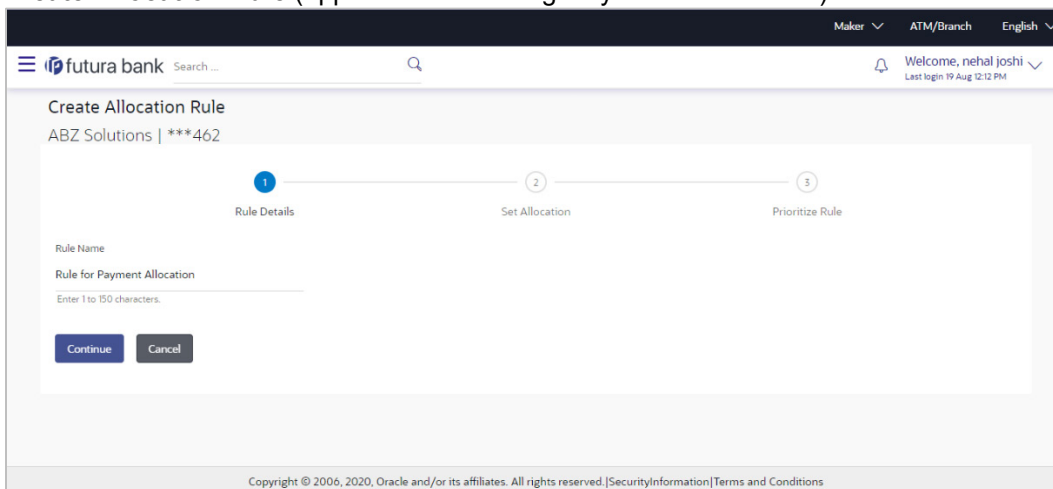 Maker ATM/Branch English
futura bank Search ... Welcome, nehal joshi
Last login 19 Aug 12:12 PM
Create Allocation Rule
ABZ Solutions | ***462
1 2 3
Rule Details Set Allocation Prioritize Rule
Rule Name
Rule for Payment Allocation
Enter 1 to 150 characters.
Continue Cancel
Copyright © 2006, 2020, Oracle and/or its affiliates. All rights reserved.|SecurityInformation|Terms and Conditions